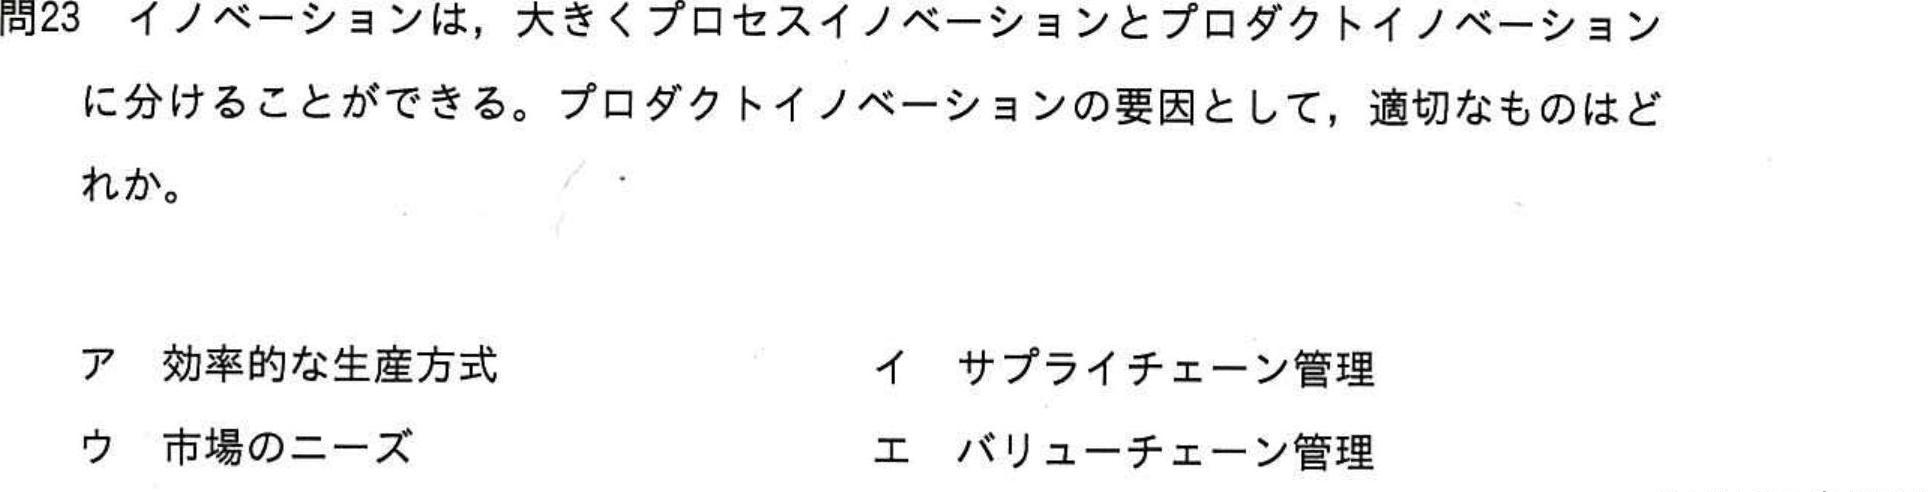 問23　イノベーションは，大きくプロセスイノベーションとプロダクトイノベーション
に分けることができる。プロダクトイノベーションの要因として，適切なものはど
れか。
ア　効率的な生産方式　　イ　サプライチェーン管理
ウ　市場のニーズ　　エ　バリューチェーン管理